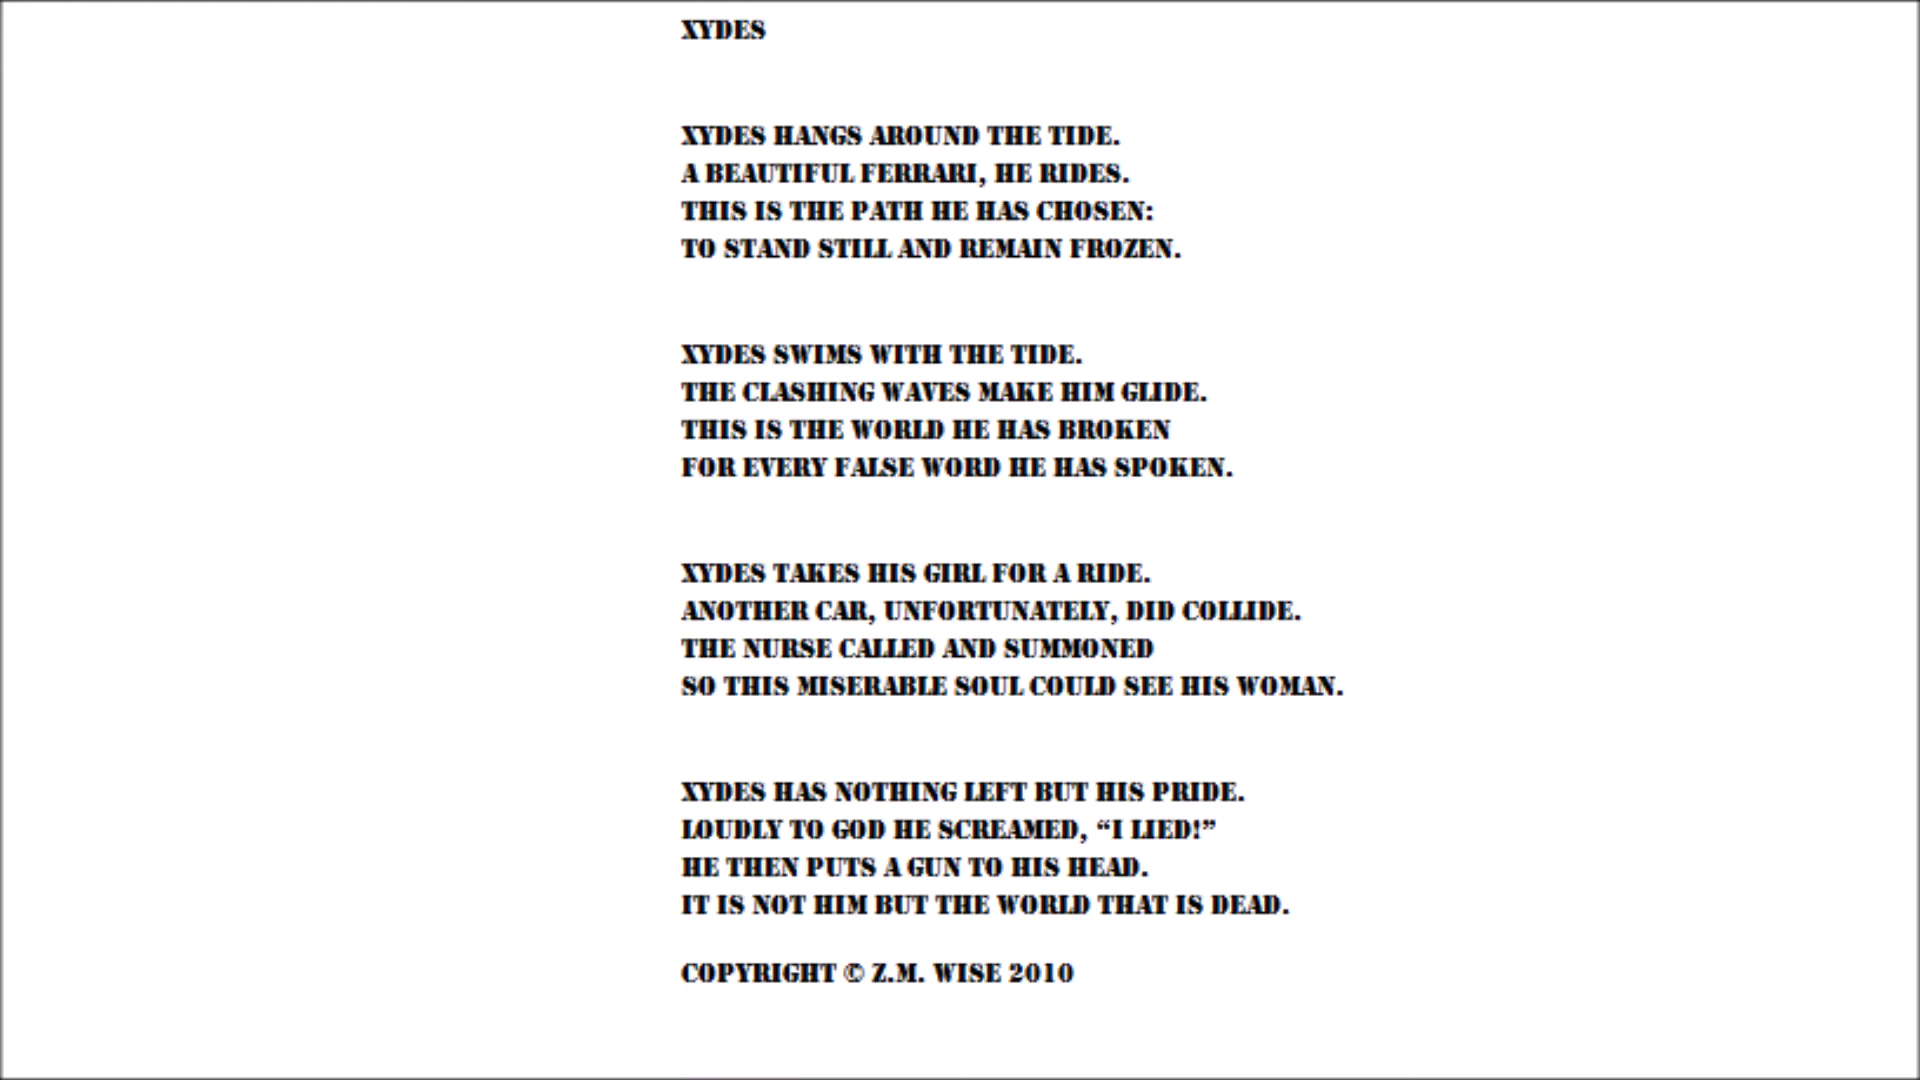 XYDES
XYDES HANGS AROUND THE TIDE.
A BEAUTIFUL FERRARI, HE RIDES.
THIS IS THE PATH HE HAS CHOSEN:
TO STAND STILL AND REMAIN FROZEN.
XYDES SWIMS WITH THE TIDE.
THE CLASHING WAVES MAKE HIM GLIDE.
THIS IS THE WORLD HE HAS BROKEN
FOR EVERY FALSE WORD HE HAS SPOKEN.
XYDES TAKES HIS GIRL FOR A RIDE.
ANOTHER CAR, UNFORTUNATELY, DID COLLIDE.
THE NURSE CALLED AND SUMMONED
SO THIS MISERABLE SOUL COULD SEE HIS WOMAN.
XYDES HAS NOTHING LEFT BUT HIS PRIDE.
LOUDLY TO GOD HE SCREAMED, “I LIED!”
HE THEN PUTS A GUN TO HIS HEAD.
IT IS NOT HIM BUT THE WORLD THAT IS DEAD.
COPYRIGHT © Z.M. WISE 2010